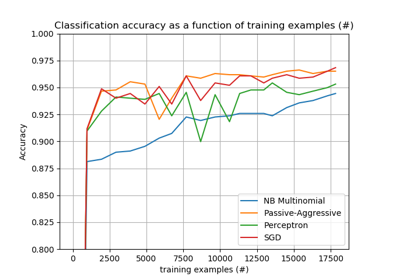 Classification accuracy as a function of training examples (#)
1.000
0.975
0.950
0.925
0.900
0.875
0.850
0.825
0.800
Accuracy
NB Multinomial
Passive-Aggressive
Perceptron
SGD
0 2500 5000 7500 10000 12500 15000 17500
training examples (#)